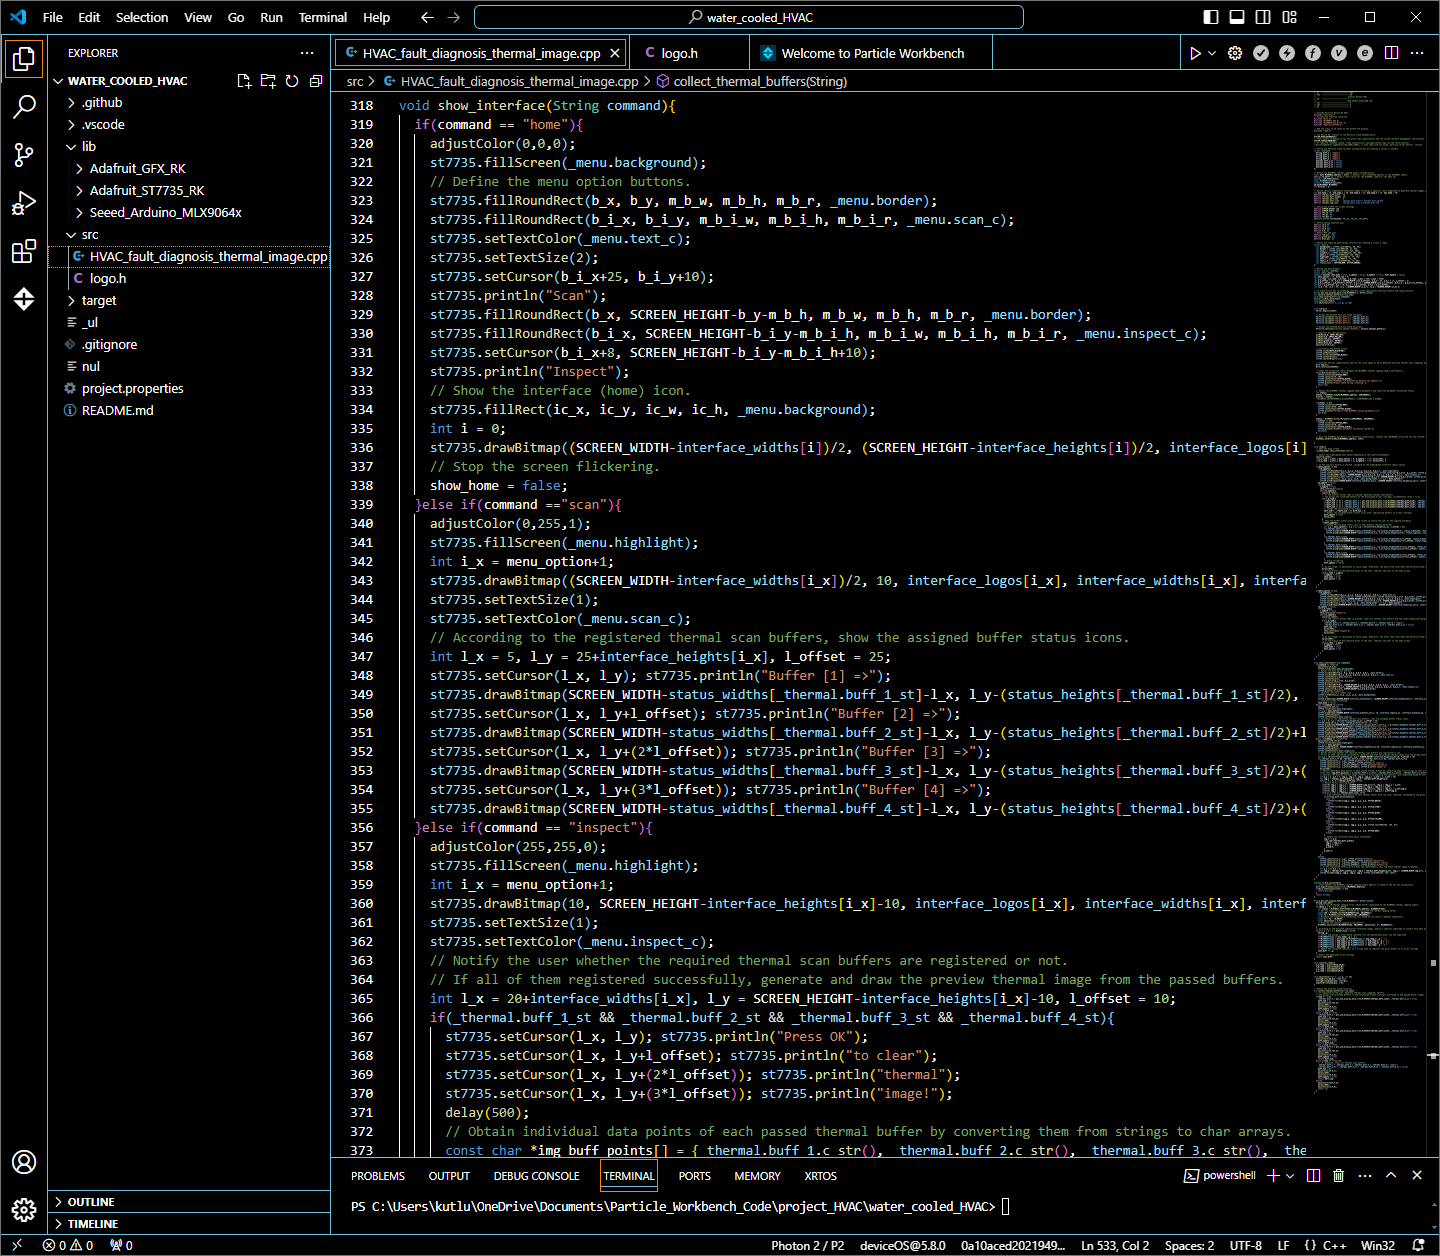 File Edit Selection View Go Run Terminal Help
water_cooled_HVAC
EXPLORER
HVAC_fault_diagnosis_thermal_image.cpp
logo.h
Welcome to Particle Workbench
WATER_COOLED_HVAC
.github
.vscode
lib
Adafruit_GFX_RK
Adafruit_ST7735_RK
Seeed_Arduino_MLX9064x
src
HVAC_fault_diagnosis_thermal_image.cpp
logo.h
target
_ul
.gitignore
nul
project.properties
README.md
OUTLINE
TIMELINE
src > HVAC_fault_diagnosis_thermal_image.cpp > collect_thermal_buffers(String)
318 void show_interface(String command){
319 if(command == "home"){
320 adjustColor(0,0,0);
321 st7735.fillScreen(_menu.background);
322 // Define the menu option buttons.
323 st7735.fillRoundRect(b_x, b_y, m_b_w, m_b_h, m_b_r, _menu.border);
324 st7735.fillRoundRect(b_i_x, b_i_y, m_b_i_w, m_b_i_h, m_b_i_r, _menu.scan_c);
325 st7735.setTextColor(_menu.text_c);
326 st7735.setTextSize(2);
327 st7735.setCursor(b_i_x+25, b_i_y+10);
328 st7735.println("Scan");
329 st7735.fillRoundRect(b_x, SCREEN_HEIGHT-b_y-m_b_h, m_b_w, m_b_h, m_b_r, _menu.border);
330 st7735.fillRoundRect(b_i_x, SCREEN_HEIGHT-b_i_y-m_b_i_h, m_b_i_w, m_b_i_h, m_b_i_r, _menu.inspect_c);
331 st7735.setCursor(b_i_x+8, SCREEN_HEIGHT-b_i_y-m_b_i_h+10);
332 st7735.println("Inspect");
333 // Show the interface (home) icon.
334 st7735.fillRect(ic_x, ic_y, ic_w, ic_h, _menu.background);
335 int i = 0;
336 st7735.drawBitmap((SCREEN_WIDTH-interface_widths[i])/2, (SCREEN_HEIGHT-interface_heights[i])/2, interface_logos[i]
337 // Stop the screen flickering.
338 show_home = false;
339 }else if(command =="scan"){
340 adjustColor(0,255,1);
341 st7735.fillScreen(_menu.highlight);
342 int i_x = menu_option+1;
343 st7735.drawBitmap((SCREEN_WIDTH-interface_widths[i_x])/2, 10, interface_logos[i_x], interface_widths[i_x], interfa
344 st7735.setTextSize(1);
345 st7735.setTextColor(_menu.scan_c);
346 // According to the registered thermal scan buffers, show the assigned buffer status icons.
347 int l_x = 5, l_y = 25+interface_heights[i_x], l_offset = 25;
348 st7735.setCursor(l_x, l_y); st7735.println("Buffer [1] =>");
349 st7735.drawBitmap(SCREEN_WIDTH-status_widths[_thermal.buff_1_st]-l_x, l_y-(status_heights[_thermal.buff_1_st]/2),
350 st7735.setCursor(l_x, l_y+l_offset); st7735.println("Buffer [2] =>");
351 st7735.drawBitmap(SCREEN_WIDTH-status_widths[_thermal.buff_2_st]-l_x, l_y-(status_heights[_thermal.buff_2_st]/2)+l
352 st7735.setCursor(l_x, l_y+(2*l_offset)); st7735.println("Buffer [3] =>");
353 st7735.drawBitmap(SCREEN_WIDTH-status_widths[_thermal.buff_3_st]-l_x, l_y-(status_heights[_thermal.buff_3_st]/2)+(
354 st7735.setCursor(l_x, l_y+(3*l_offset)); st7735.println("Buffer [4] =>");
355 st7735.drawBitmap(SCREEN_WIDTH-status_widths[_thermal.buff_4_st]-l_x, l_y-(status_heights[_thermal.buff_4_st]/2)+(
356 }else if(command == "inspect"){
357 adjustColor(255,255,0);
358 st7735.fillScreen(_menu.highlight);
359 int i_x = menu_option+1;
360 st7735.drawBitmap(10, SCREEN_HEIGHT-interface_heights[i_x]-10, interface_logos[i_x], interface_widths[i_x], interf
361 st7735.setTextSize(1);
362 st7735.setTextColor(_menu.inspect_c);
363 // Notify the user whether the required thermal scan buffers are registered or not.
364 // If all of them registered successfully, generate and draw the preview thermal image from the passed buffers.
365 int l_x = 20+interface_widths[i_x], l_y = SCREEN_HEIGHT-interface_heights[i_x]-10, l_offset = 10;
366 if(_thermal.buff_1_st && _thermal.buff_2_st && _thermal.buff_3_st && _thermal.buff_4_st){
367 st7735.setCursor(l_x, l_y); st7735.println("Press OK");
368 st7735.setCursor(l_x, l_y+l_offset); st7735.println("to clear");
369 st7735.setCursor(l_x, l_y+(2*l_offset)); st7735.println("thermal");
370 st7735.setCursor(l_x, l_y+(3*l_offset)); st7735.println("image!");
371 delay(500);
372 // Obtain individual data points of each passed thermal buffer by converting them from strings to char arrays.
373 const char *img_buff_points[] = {_thermal.buff_1.c_str(), _thermal.buff_2.c_str(), _thermal.buff_3.c_str(), _the
PROBLEMS OUTPUT DEBUG CONSOLE TERMINAL PORTS MEMORY XRTOS
powershell
PS C:\Users\kutlu\OneDrive\Documents\Particle_Workbench_Code\project_HVAC\water_cooled_HVAC>
0 0 0 Photon 2 / P2 deviceOS@5.8.0 0a10aced2021949... Ln 533, Col 2 Spaces: 2 UTF-8 LF {} C++ Win32